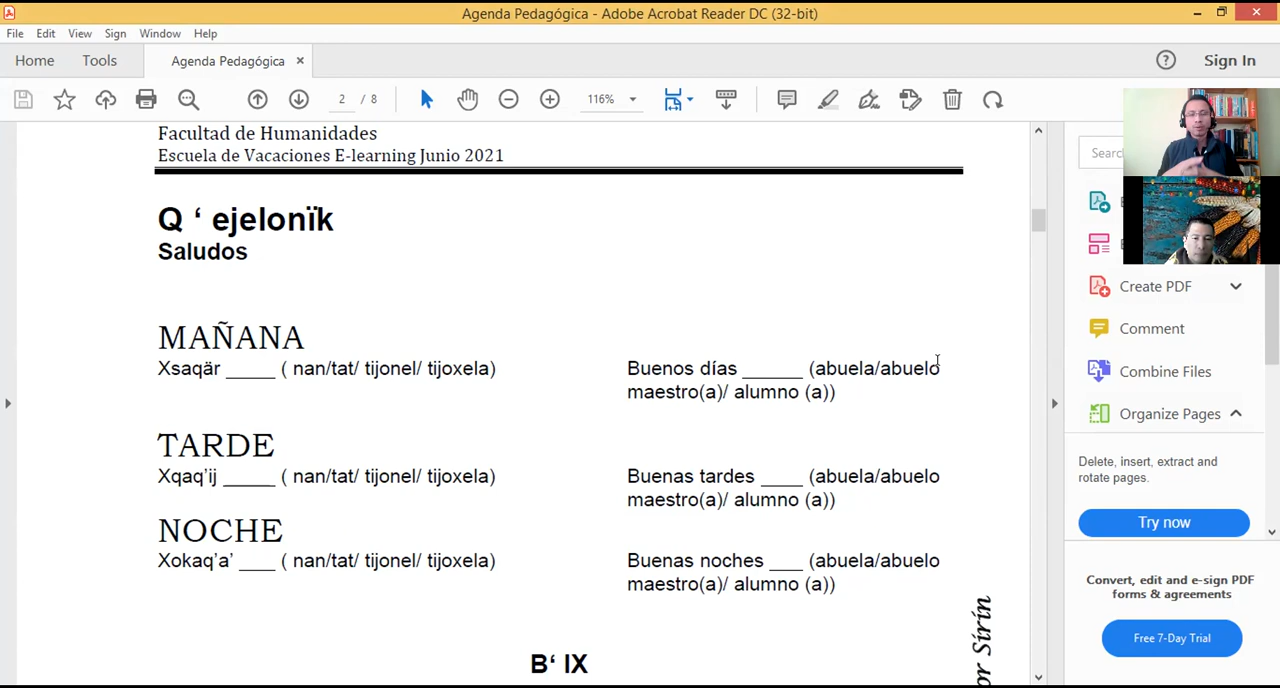 Agenda Pedagógica - Adobe Acrobat Reader DC (32-bit)
File Edit View Sign Window Help
Home Tools Agenda Pedagógica × Sign In
2 / 8 116%
Facultad de Humanidades
Escuela de Vacaciones E-learning Junio 2021
Q ‘ ejelonïk
Saludos
MAÑANA
Xsaqär _____ ( nan/tat/ tijonel/ tijoxela) Buenos días ______ (abuela/abuelo
maestro(a)/ alumno (a))
TARDE
Xqaq’ij _____ ( nan/tat/ tijonel/ tijoxela) Buenas tardes ____ (abuela/abuelo
maestro(a)/ alumno (a))
NOCHE
Xokaq’a’ ____ ( nan/tat/ tijonel/ tijoxela) Buenas noches ___ (abuela/abuelo
maestro(a)/ alumno (a))
B‘ IX
or Sírín
Searc
Create PDF
Comment
Combine Files
Organize Pages
Delete, insert, extract and
rotate pages.
Try now
Convert, edit and e-sign PDF
forms & agreements
Free 7-Day Trial